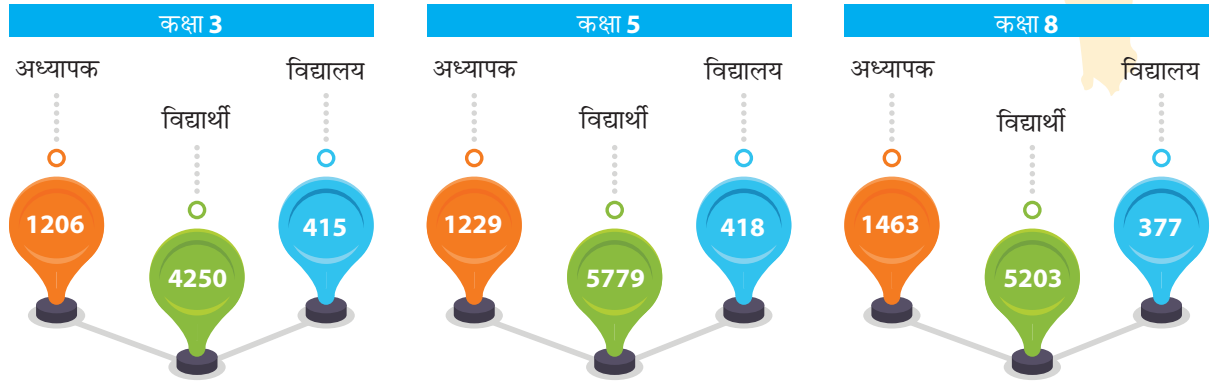 कक्षा 3
अध्यापक
विद्यार्थी
विद्यालय
1206
4250
415
कक्षा 5
अध्यापक
विद्यार्थी
विद्यालय
1229
5779
418
कक्षा 8
अध्यापक
विद्यार्थी
विद्यालय
1463
5203
377